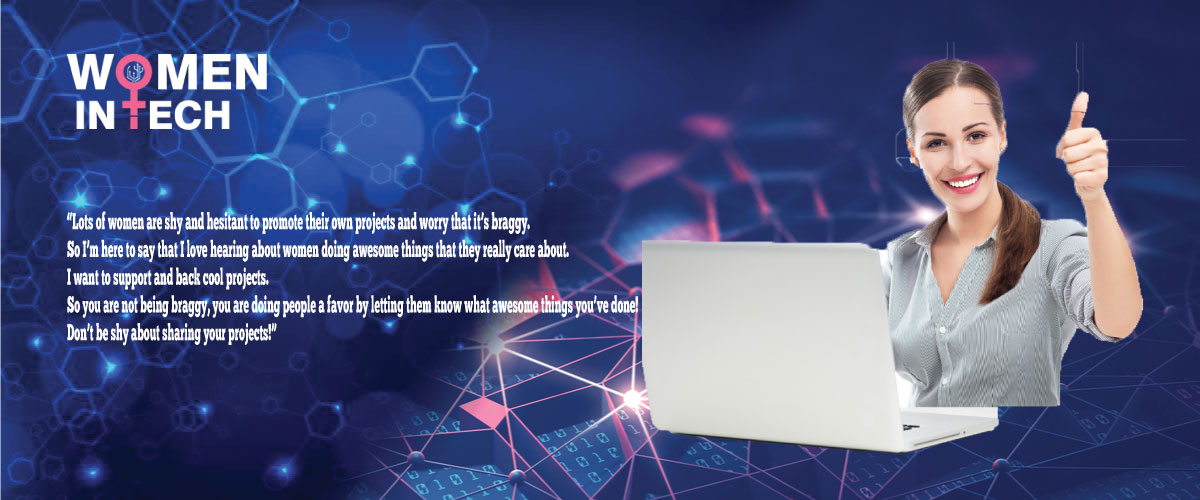 WOMEN
IN TECH
“Lots of women are shy and hesitant to promote their own projects and worry that it’s braggy.
So I’m here to say that I love hearing about women doing awesome things that they really care about.
I want to support and back cool projects.
So you are not being braggy, you are doing people a favor by letting them know what awesome things you’ve done!
Don’t be shy about sharing your projects!”